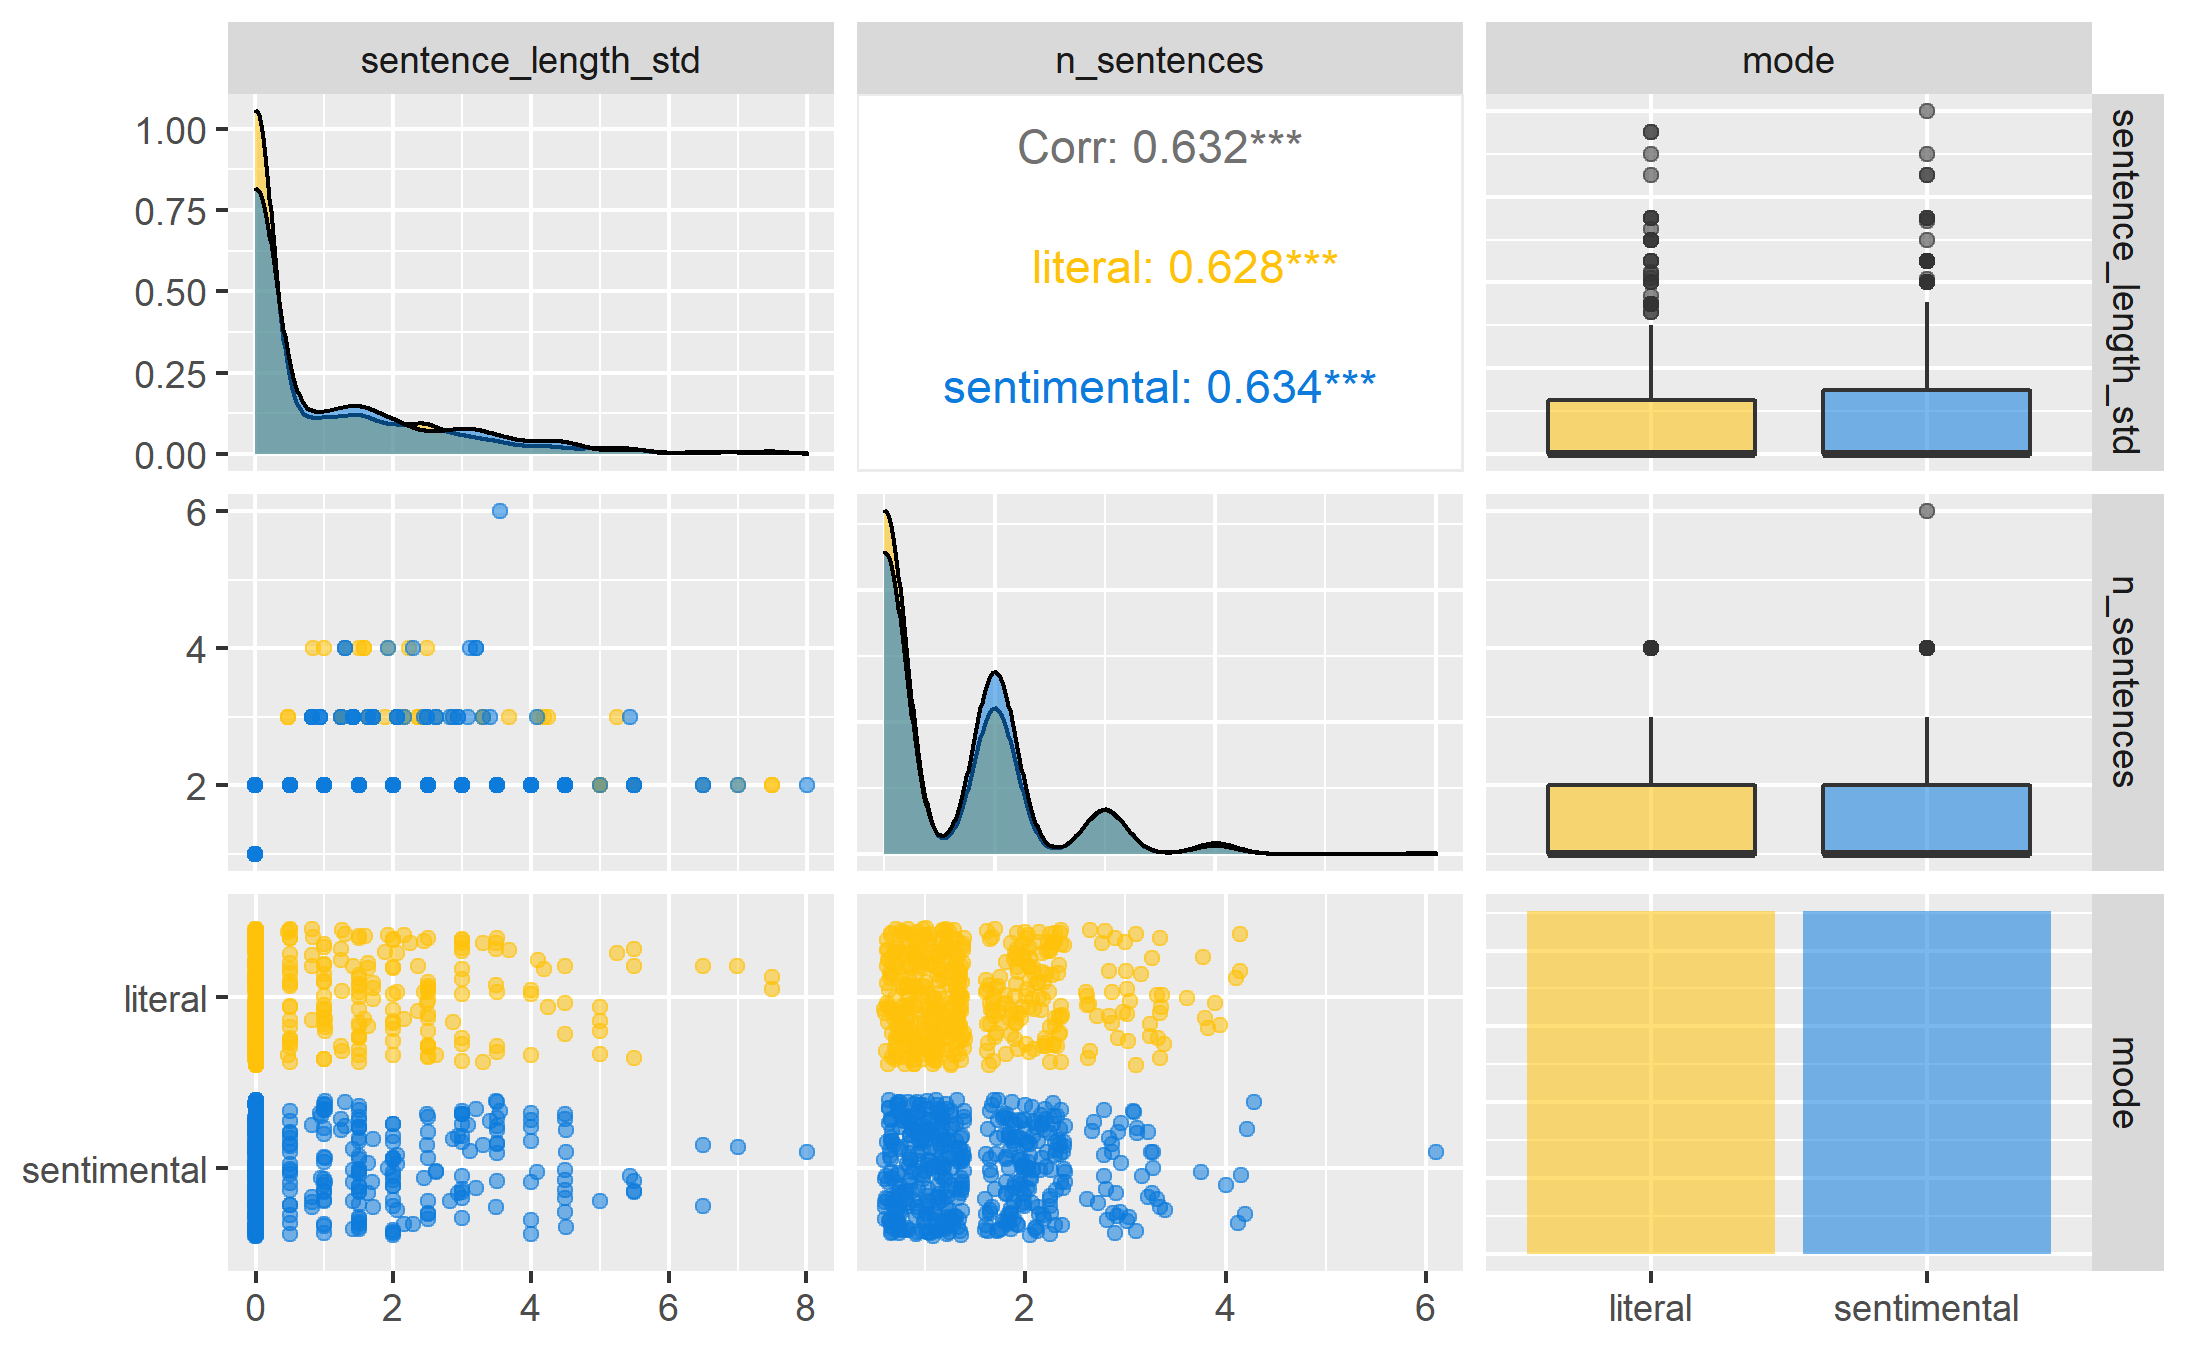 sentence_length_std
n_sentences
mode
1.00
0.75
0.50
0.25
0.00
Corr: 0.632***
literal: 0.628***
sentimental: 0.634***
sentence_length_std
6
4
2
n_sentences
literal
sentimental
mode
0 2 4 6 8
2 4 6
literal sentimental